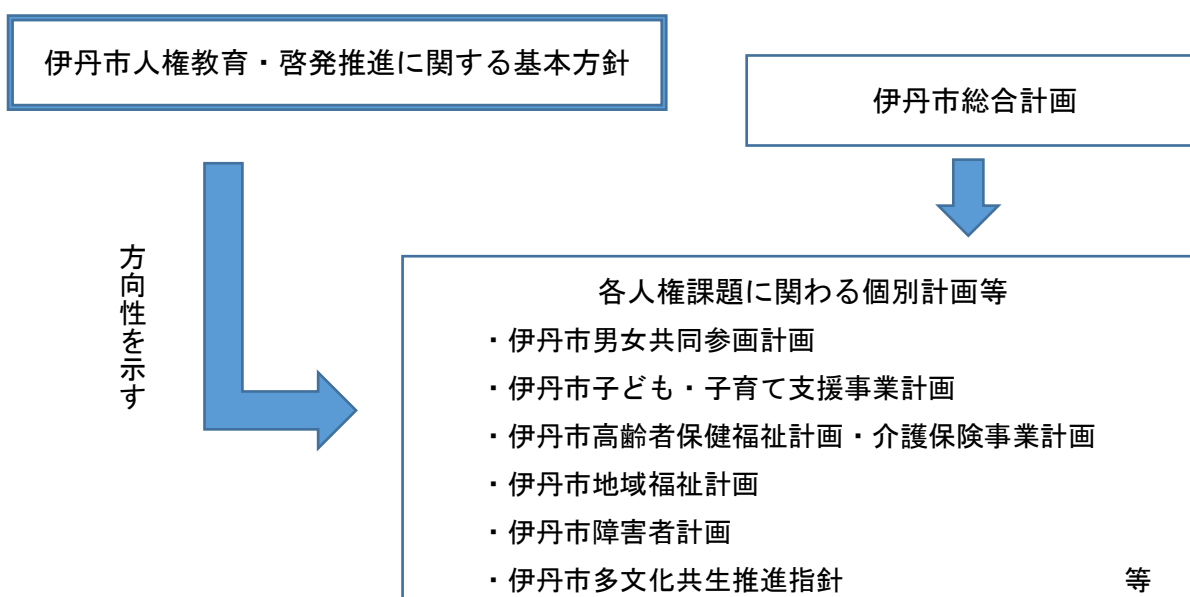 伊丹市人権教育・啓発推進に関する基本方針
伊丹市総合計画
方向性を示す
各人権課題に関わる個別計画等
・伊丹市男女共同参画計画
・伊丹市子ども・子育て支援事業計画
・伊丹市高齢者保健福祉計画・介護保険事業計画
・伊丹市地域福祉計画
・伊丹市障害者計画
・伊丹市多文化共生推進指針 等